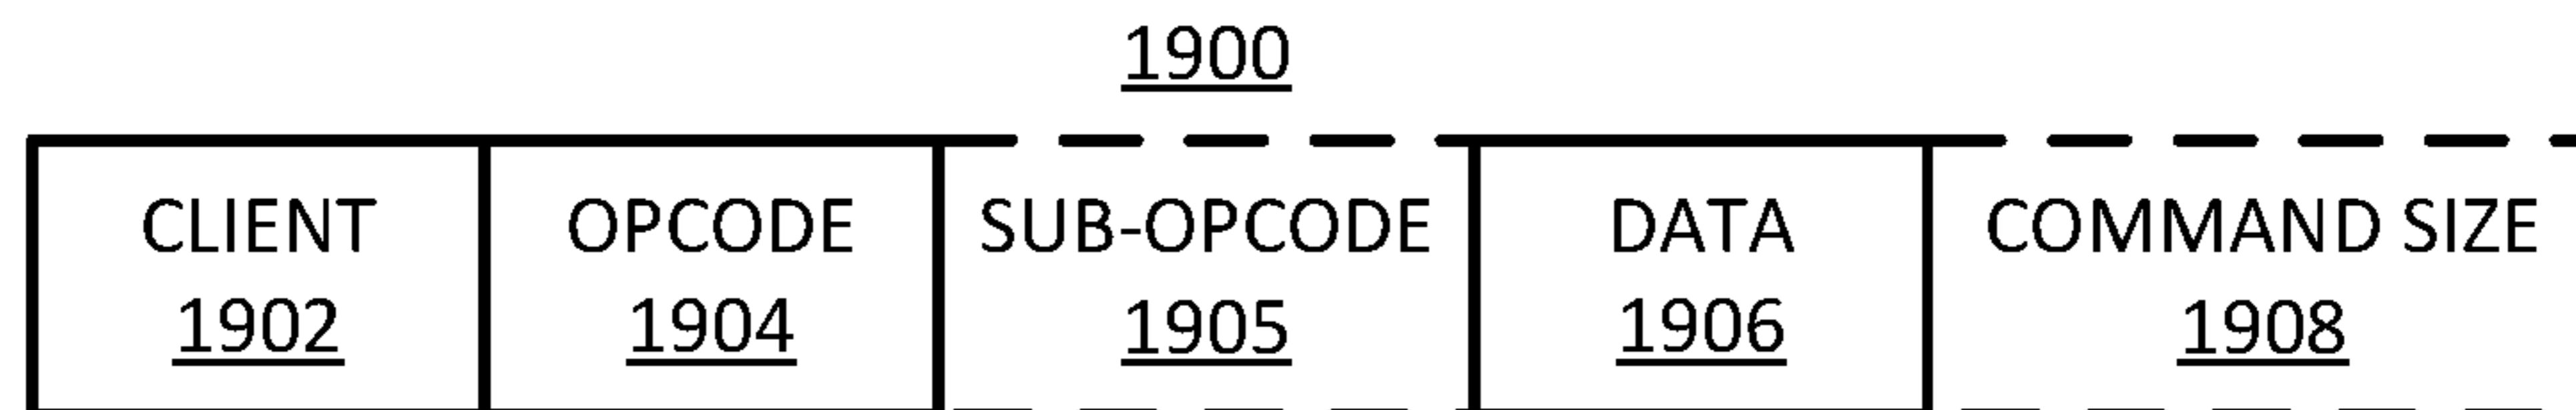 1900
CLIENT OPCODE SUB-OPCODE DATA COMMAND SIZE
1902 1904 1905 1906 1908